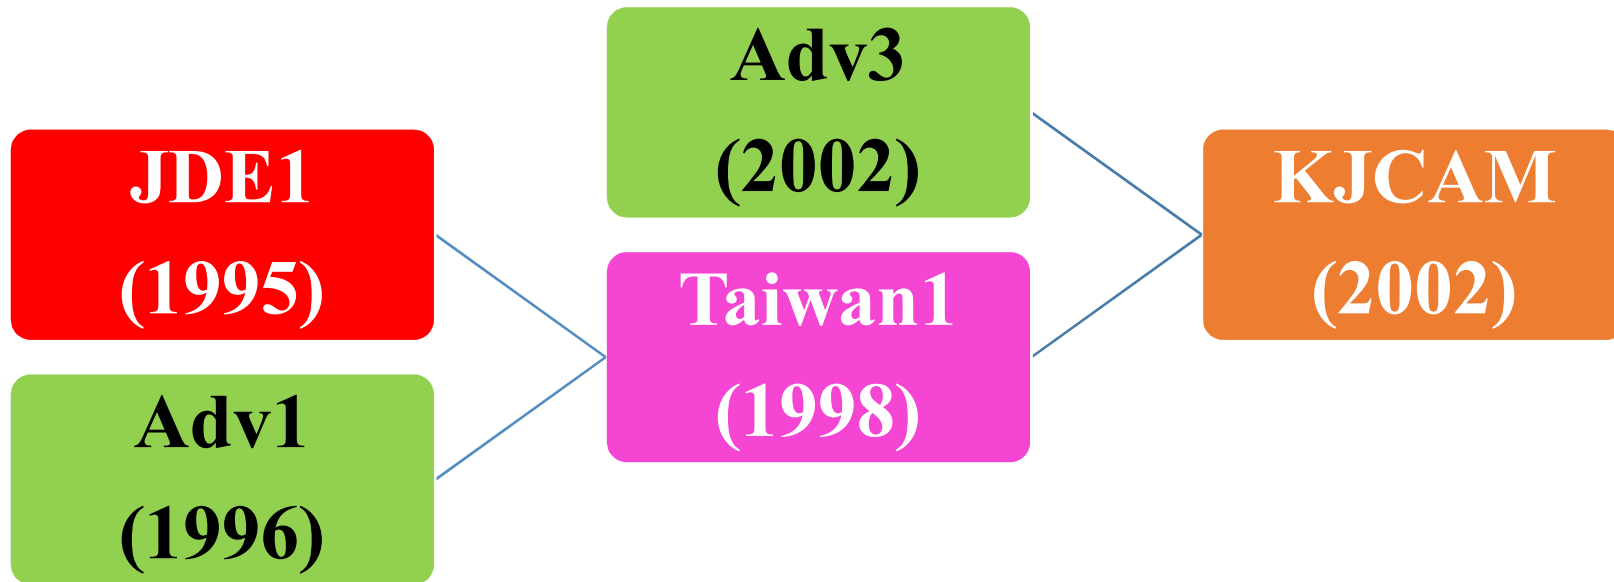 JDE1
(1995)
Adv1
(1996)
Adv3
(2002)
Taiwan1
(1998)
KJCAM
(2002)